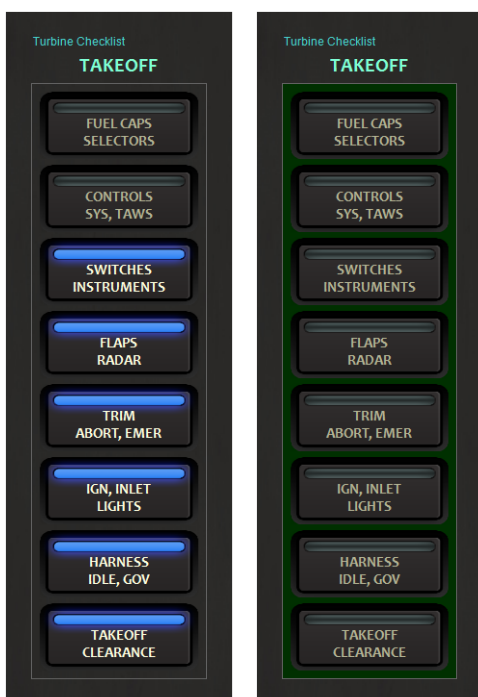 Turbine Checklist
TAKEOFF
FUEL CAPS
SELECTORS
CONTROLS
SYS, TAWS
SWITCHES
INSTRUMENTS
FLAPS
RADAR
TRIM
ABORT, EMER
IGN, INLET
LIGHTS
HARNESS
IDLE, GOV
TAKEOFF
CLEARANCE
Turbine Checklist
TAKEOFF
FUEL CAPS
SELECTORS
CONTROLS
SYS, TAWS
SWITCHES
INSTRUMENTS
FLAPS
RADAR
TRIM
ABORT, EMER
IGN, INLET
LIGHTS
HARNESS
IDLE, GOV
TAKEOFF
CLEARANCE